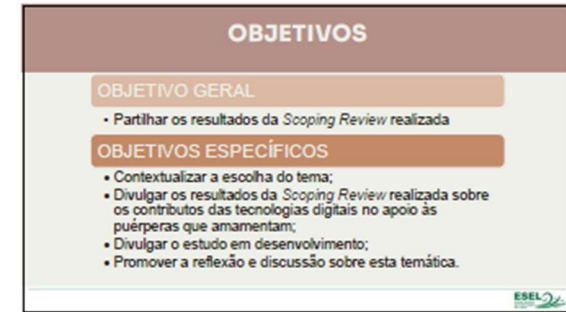 OBJETIVOS
OBJETIVO GERAL
• Partilhar os resultados da Scoping Review realizada
OBJETIVOS ESPECÍFICOS
• Contextualizar a escolha do tema;
• Divulgar os resultados da Scoping Review realizada sobre
os contributos das tecnologias digitais no apoio às
puérperas que amamentam;
• Divulgar o estudo em desenvolvimento;
• Promover a reflexão e discussão sobre esta temática.
ESEL